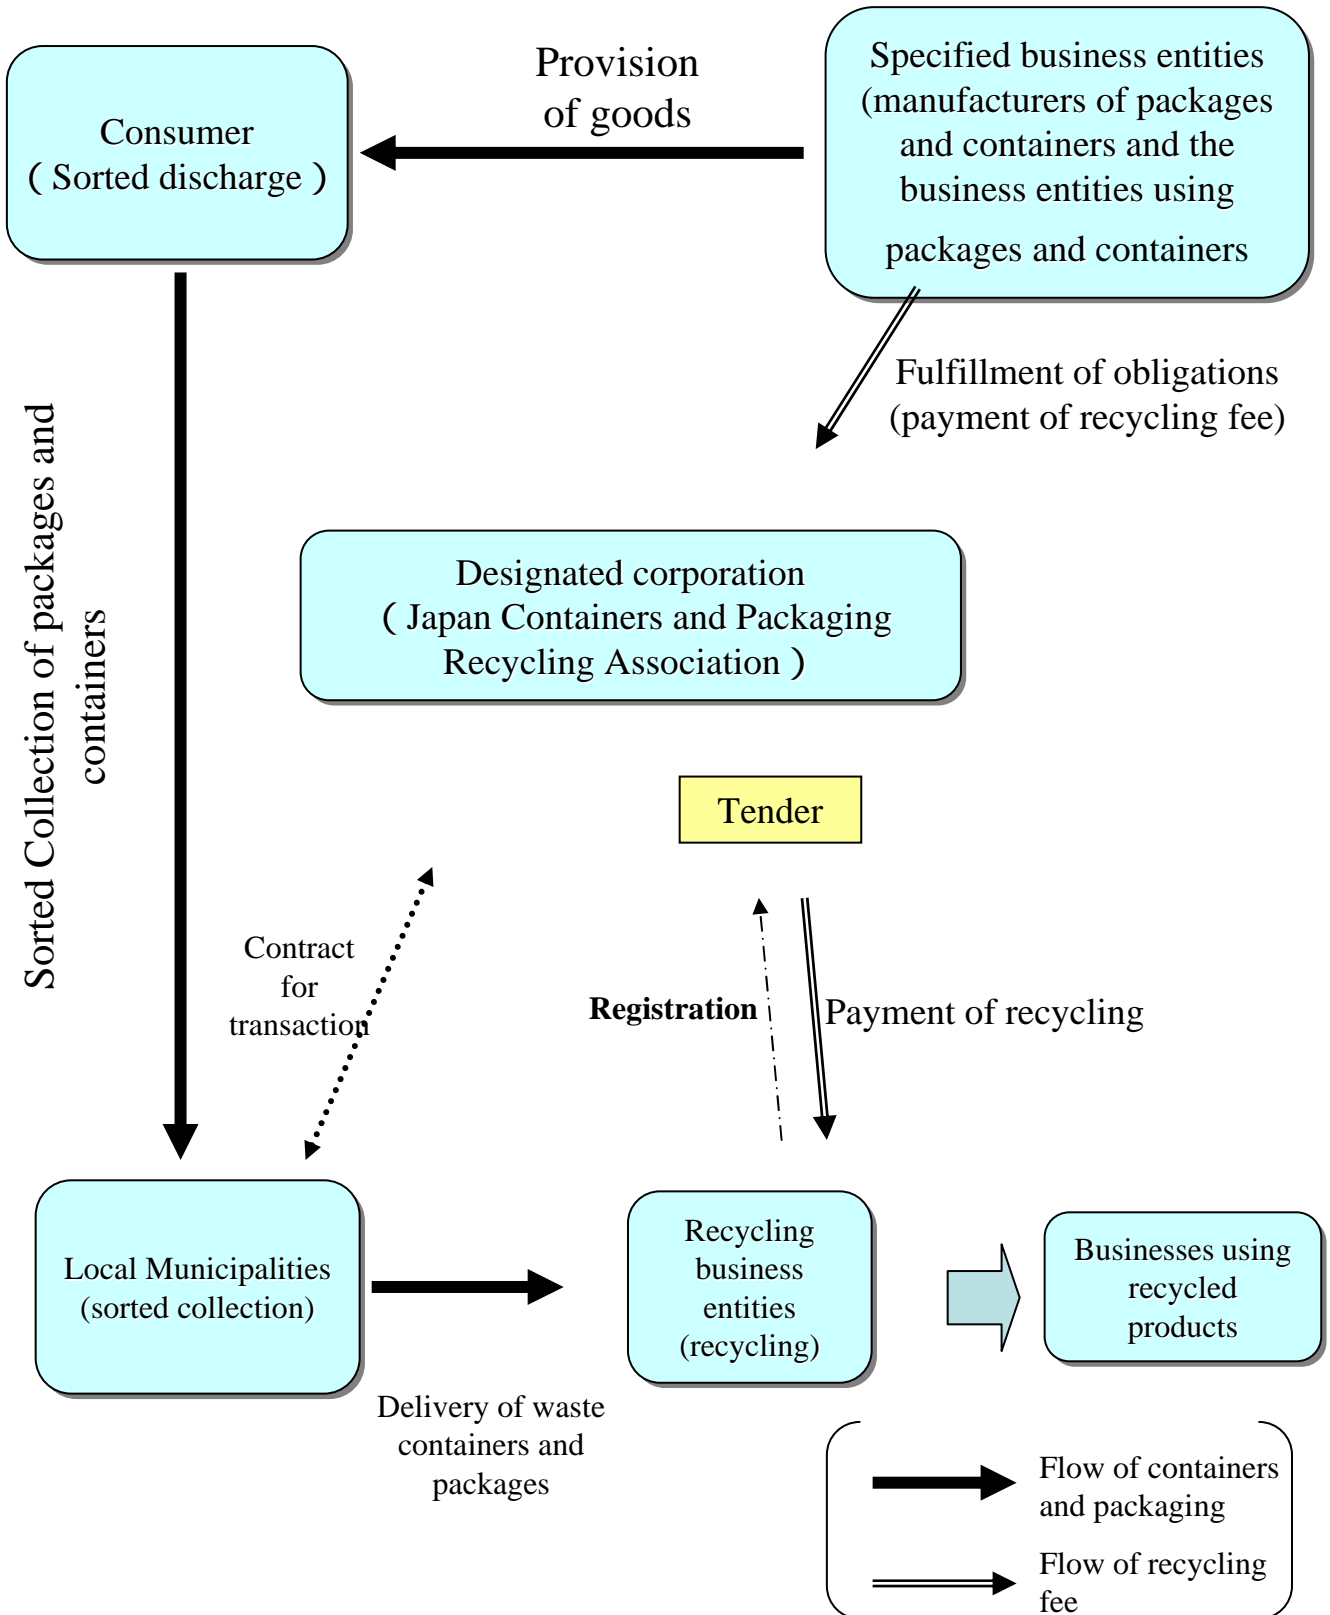 Provision
of goods
Specified business entities
(manufacturers of packages
and containers and the
business entities using
packages and containers
Consumer
( Sorted discharge )
Fulfillment of obligations
(payment of recycling fee)
Sorted Collection of packages and
containers
Designated corporation
( Japan Containers and Packaging
Recycling Association )
Tender
Contract
for
transaction
Registration
Payment of recycling
Local Municipalities
(sorted collection)
Recycling
business
entities
(recycling)
Businesses using
recycled
products
Delivery of waste
containers and
packages
Flow of containers
and packaging
Flow of recycling
fee